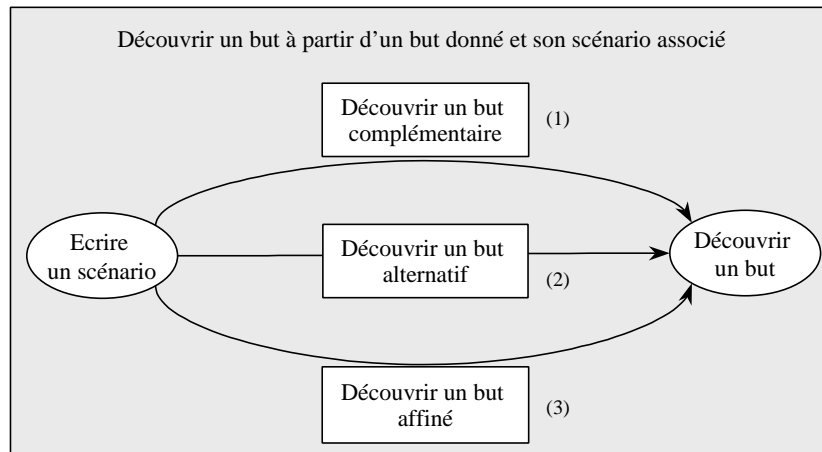 Découvrir un but à partir d’un but donné et son scénario associé
Découvrir un but
complémentaire
(1)
Ecrire
un scénario
Découvrir un but
alternatif
(2)
Découvrir
un but
Découvrir un but
affiné
(3)